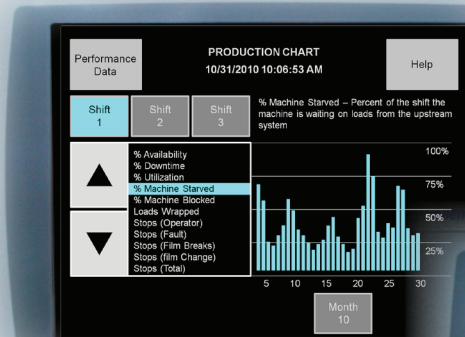 Performance
Data
PRODUCTION CHART
10/31/2010 10:06:53 AM
Help
Shift
1
Shift
2
Shift
3
% Machine Starved – Percent of the shift the
machine is waiting on loads from the upstream
system
% Availability
% Downtime
% Utilization
% Machine Starved
% Machine Blocked
Loads Wrapped
Stops (Operator)
Stops (Fault)
Stops (Film Breaks)
Stops (film Change)
Stops (Total)
100%
75%
50%
25%
5 10 15 20 25 30
Month
10